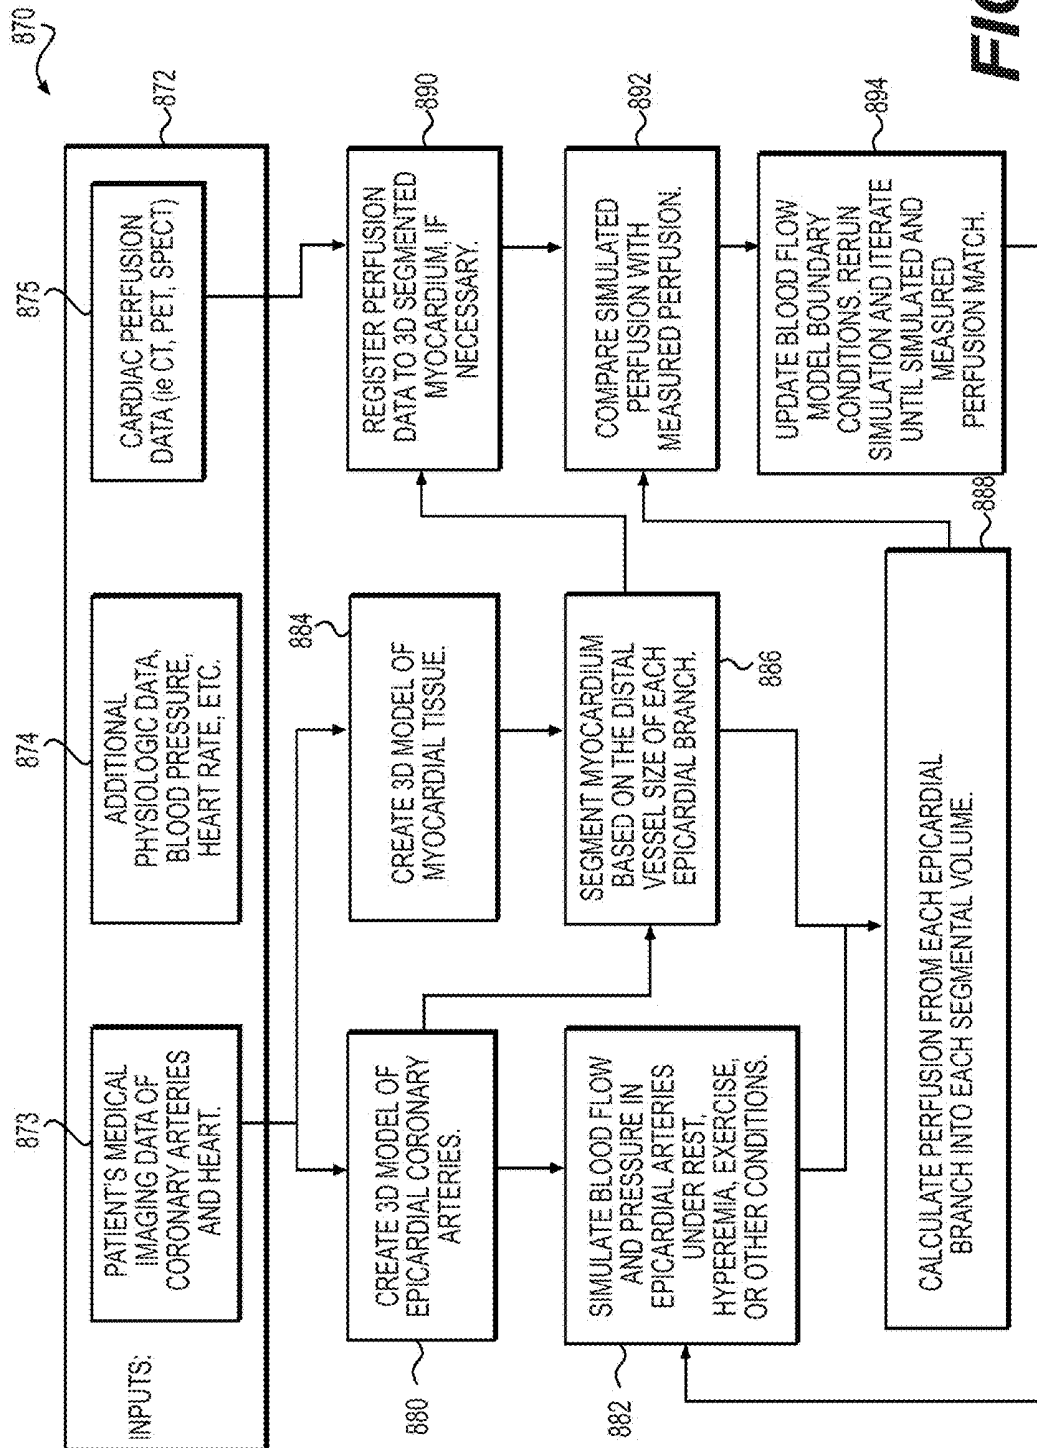 870
872
INPUTS:
873
PATIENT'S MEDICAL
IMAGING DATA OF
CORONARY ARTERIES
AND HEART.
874
ADDITIONAL
PHYSIOLOGIC DATA,
BLOOD PRESSURE,
HEART RATE, ETC.
875
CARDIAC PERFUSION
DATA (ie CT, PET, SPECT)
880
CREATE 3D MODEL OF
EPICARDIAL CORONARY
ARTERIES.
884
CREATE 3D MODEL OF
MYOCARDIAL TISSUE.
890
REGISTER PERFUSION
DATA TO 3D SEGMENTED
MYOCARDIUM, IF
NECESSARY.
882
SIMULATE BLOOD FLOW
AND PRESSURE IN
EPICARDIAL ARTERIES
UNDER REST,
HYPEREMIA, EXERCISE,
OR OTHER CONDITIONS.
SEGMENT MYOCARDIUM
BASED ON THE DISTAL
VESSEL SIZE OF EACH
EPICARDIAL BRANCH.
886
892
COMPARE SIMULATED
PERFUSION WITH
MEASURED PERFUSION.
894
UPDATE BLOOD FLOW
MODEL BOUNDARY
CONDITIONS. RERUN
SIMULATION AND ITERATE
UNTIL SIMULATED AND
MEASURED
PERFUSION MATCH.
888
CALCULATE PERFUSION FROM EACH EPICARDIAL
BRANCH INTO EACH SEGMENTAL VOLUME.
FIG